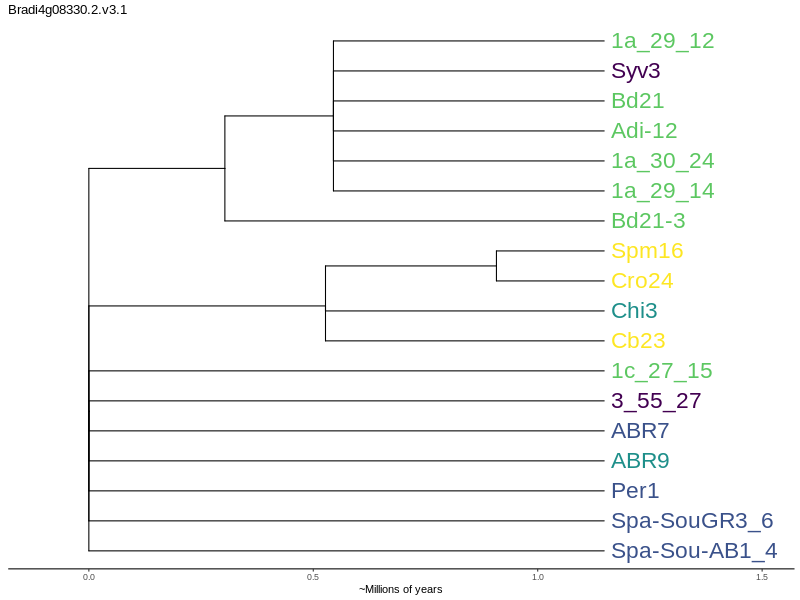 Bradi4g08330.2.v3.1
1a_29_12
Syv3
Bd21
Adi-12
1a_30_24
1a_29_14
Bd21-3
Spm16
Cro24
Chi3
Cb23
1c_27_15
3_55_27
ABR7
ABR9
Per1
Spa-SouGR3_6
Spa-Sou-AB1_4
0.0 0.5 1.0 1.5
~Millions of years